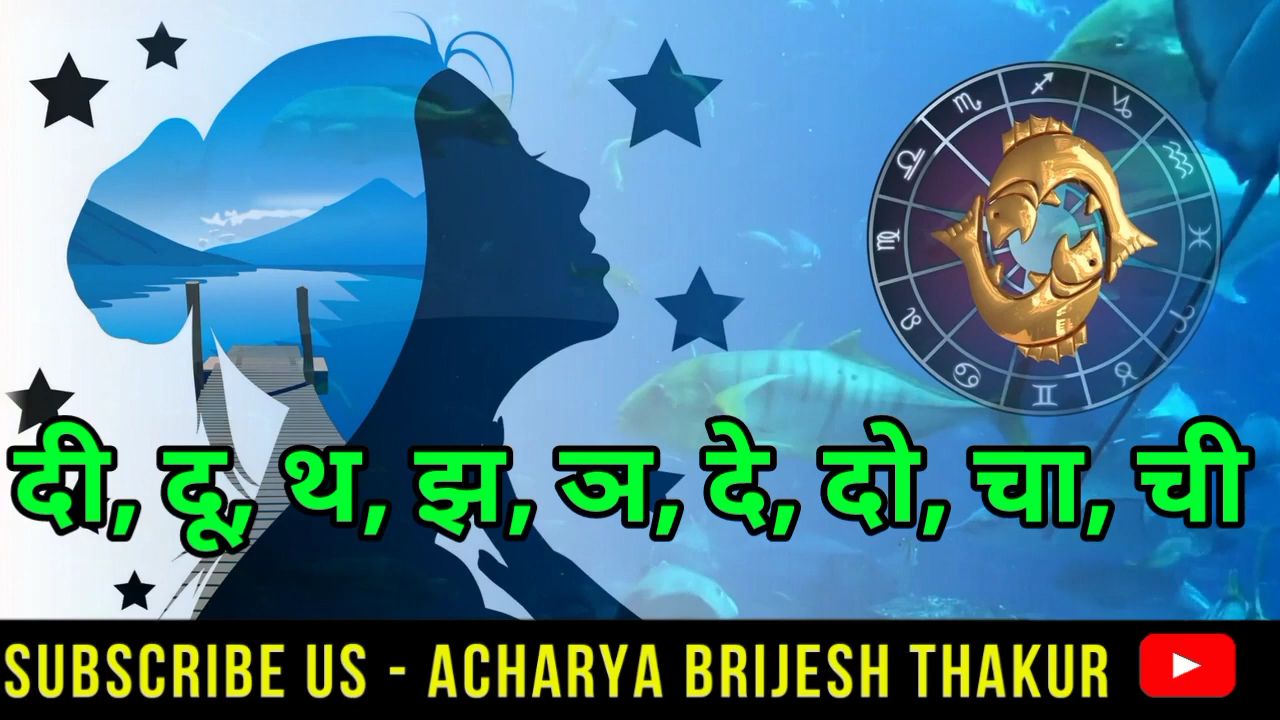 दी, दू, थ, झ, ञ, दे, दो, चा, ची
SUBSCRIBE US - ACHARYA BRIJESH THAKUR